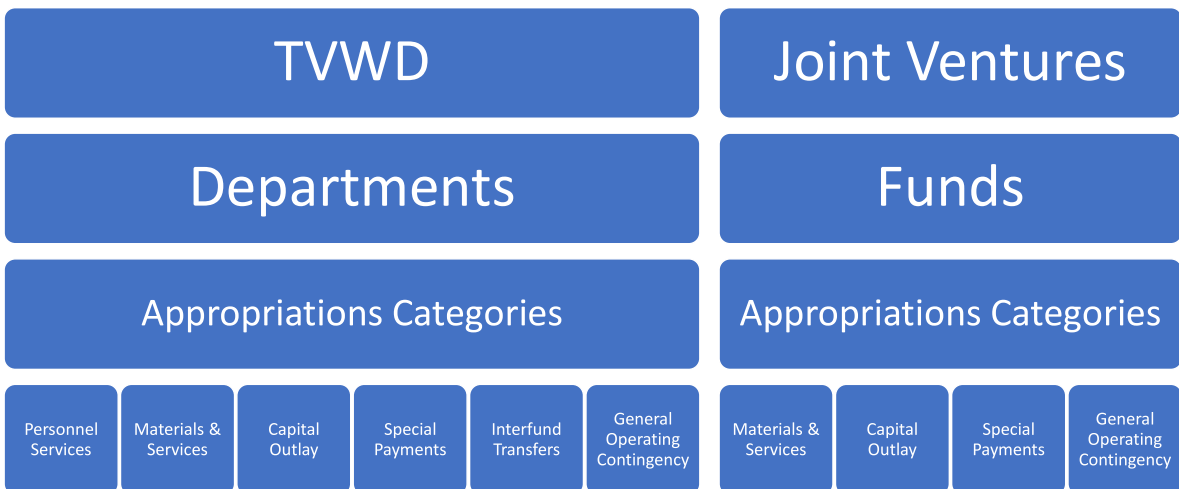 TVWD
Joint Ventures
Departments
Funds
Appropriations Categories
Appropriations Categories
Personnel
Services
Materials &
Services
Capital
Outlay
Special
Payments
Interfund
Transfers
General
Operating
Contingency
Materials &
Services
Capital
Outlay
Special
Payments
General
Operating
Contingency